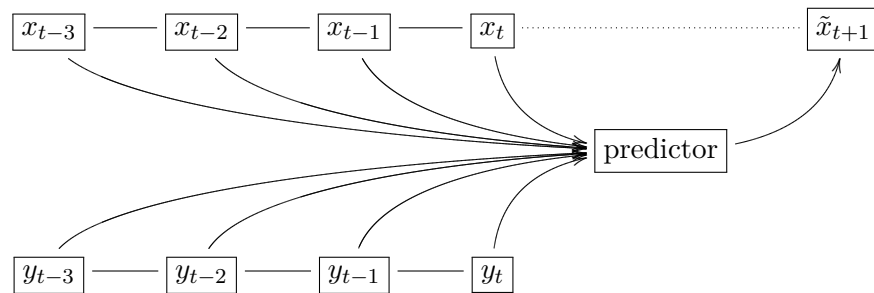 x_{t−3} x_{t−2} x_{t−1} x_t x̃_{t+1}
predictor
y_{t−3} y_{t−2} y_{t−1} y_t